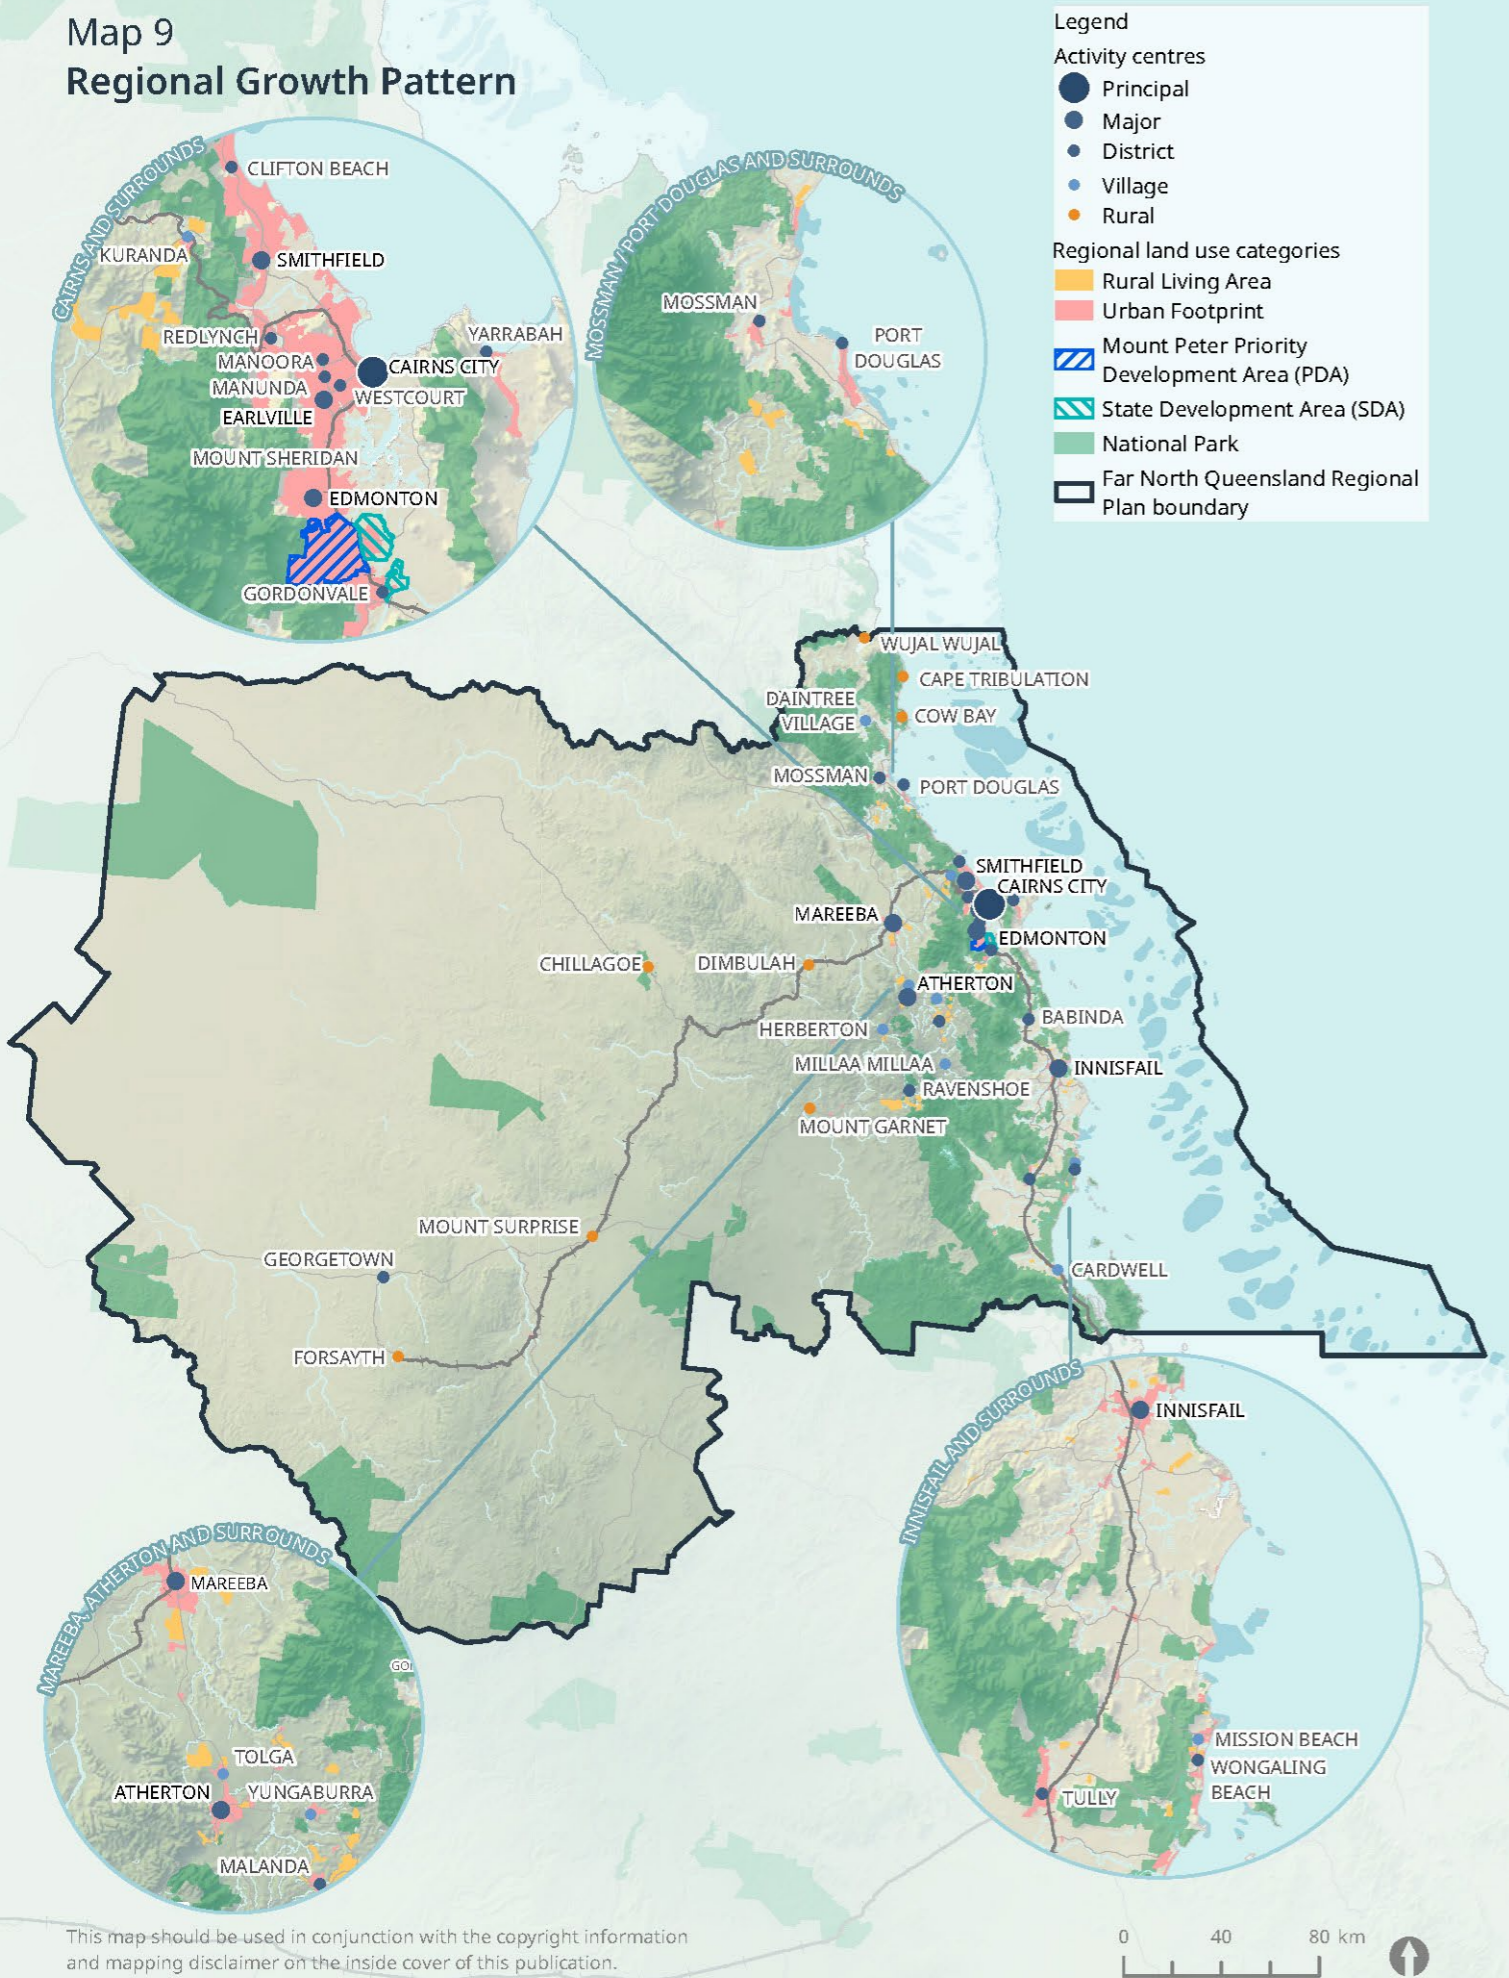 Map 9
Regional Growth Pattern
Legend
Activity centres
Principal
Major
District
Village
Rural
Regional land use categories
Rural Living Area
Urban Footprint
Mount Peter Priority
Development Area (PDA)
State Development Area (SDA)
National Park
Far North Queensland Regional
Plan boundary
CAIRNS AND SURROUNDS
CLIFTON BEACH
KURANDA
SMITHFIELD
REDLYNCH
YARRABAH
MANOORA
CAIRNS CITY
MANUNDA
WESTCOURT
EARLVILLE
MOUNT SHERIDAN
EDMONTON
GORDONVALE
MOSSMAN / PORT DOUGLAS AND SURROUNDS
MOSSMAN
PORT
DOUGLAS
WUJAL WUJAL
CAPE TRIBULATION
DAINTREE
VILLAGE
COW BAY
MOSSMAN
PORT DOUGLAS
SMITHFIELD
CAIRNS CITY
MAREEBA
EDMONTON
CHILLAGOE
DIMBULAH
ATHERTON
BABINDA
HERBERTON
MILLAA MILLAA
INNISFAIL
RAVENSHOE
MOUNT GARNET
MOUNT SURPRISE
GEORGETOWN
CARDWELL
FORSAYTH
INNISFAIL AND SURROUNDS
INNISFAIL
MISSION BEACH
WONGALING
BEACH
TULLY
MAREEBA, ATHERTON AND SURROUNDS
MAREEBA
TOLGA
ATHERTON
YUNGABURRA
MALANDA
This map should be used in conjunction with the copyright information
and mapping disclaimer on the inside cover of this publication.
0 40 80 km